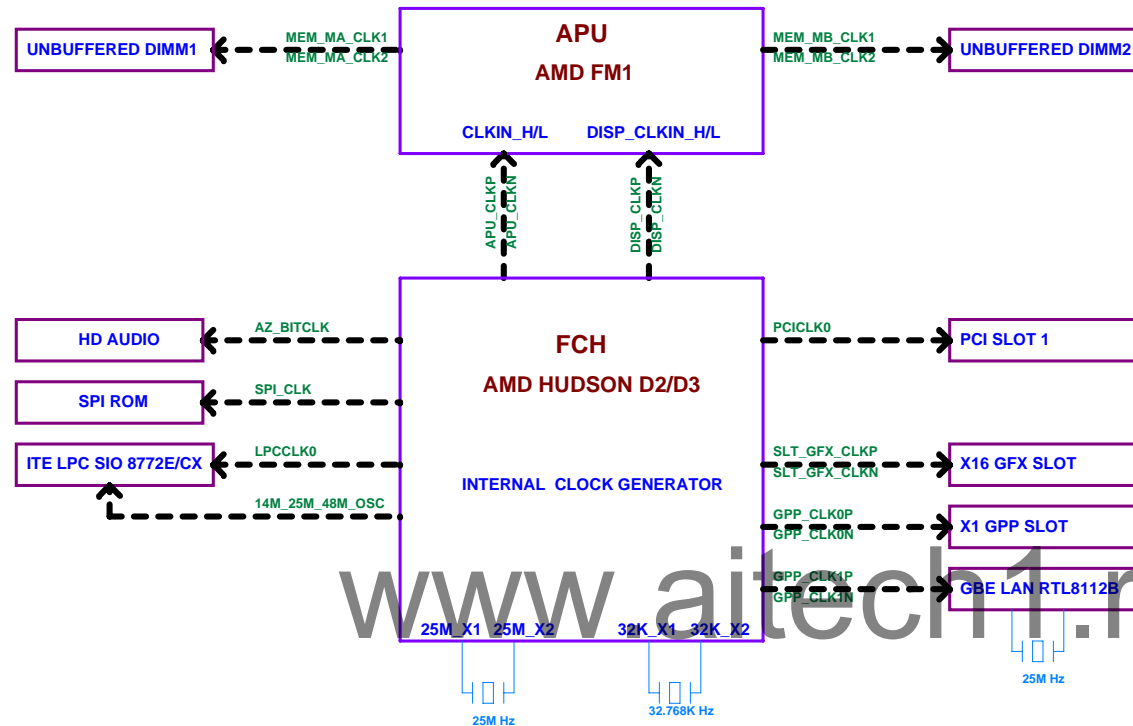 APU
AMD FM1
UNBUFFERED DIMM1
MEM_MA_CLK1
MEM_MA_CLK2
MEM_MB_CLK1
MEM_MB_CLK2
UNBUFFERED DIMM2
CLKIN_H/L
DISP_CLKIN_H/L
APU_CLKP
APU_CLKN
DISP_CLKP
DISP_CLKN
HD AUDIO
AZ_BITCLK
FCH
AMD HUDSON D2/D3
PCICLK0
PCI SLOT 1
SPI ROM
SPI_CLK
ITE LPC SIO 8772E/CX
LPCCLK0
14M_25M_48M_OSC
INTERNAL CLOCK GENERATOR
SLT_GFX_CLKP
SLT_GFX_CLKN
X16 GFX SLOT
GPP_CLK0P
GPP_CLK0N
X1 GPP SLOT
GPP_CLK1P
GPP_CLK1N
GBE LAN RTL8112B
www.aitech1.r
25M_X1
25M_X2
32K_X1
32K_X2
25M Hz
32.768K Hz
25M Hz